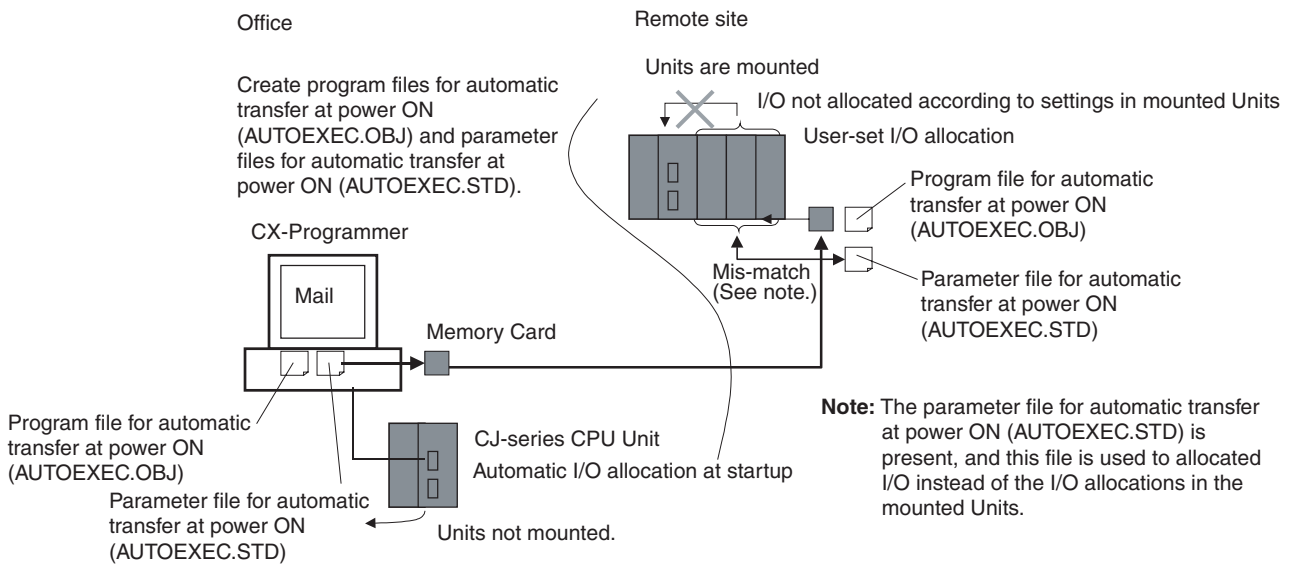 Office
Create program files for automatic
transfer at power ON
(AUTOEXEC.OBJ) and parameter
files for automatic transfer at
power ON (AUTOEXEC.STD).
CX-Programmer
Mail
Memory Card
Program file for automatic
transfer at power ON
(AUTOEXEC.OBJ)
Parameter file for automatic
transfer at power ON
(AUTOEXEC.STD)
CJ-series CPU Unit
Automatic I/O allocation at startup
Units not mounted.
Remote site
Units are mounted
I/O not allocated according to settings in mounted Units
User-set I/O allocation
Program file for automatic
transfer at power ON
(AUTOEXEC.OBJ)
Mis-match
(See note.)
Parameter file for automatic
transfer at power ON
(AUTOEXEC.STD)
Note: The parameter file for automatic transfer
at power ON (AUTOEXEC.STD) is
present, and this file is used to allocated
I/O instead of the I/O allocations in the
mounted Units.